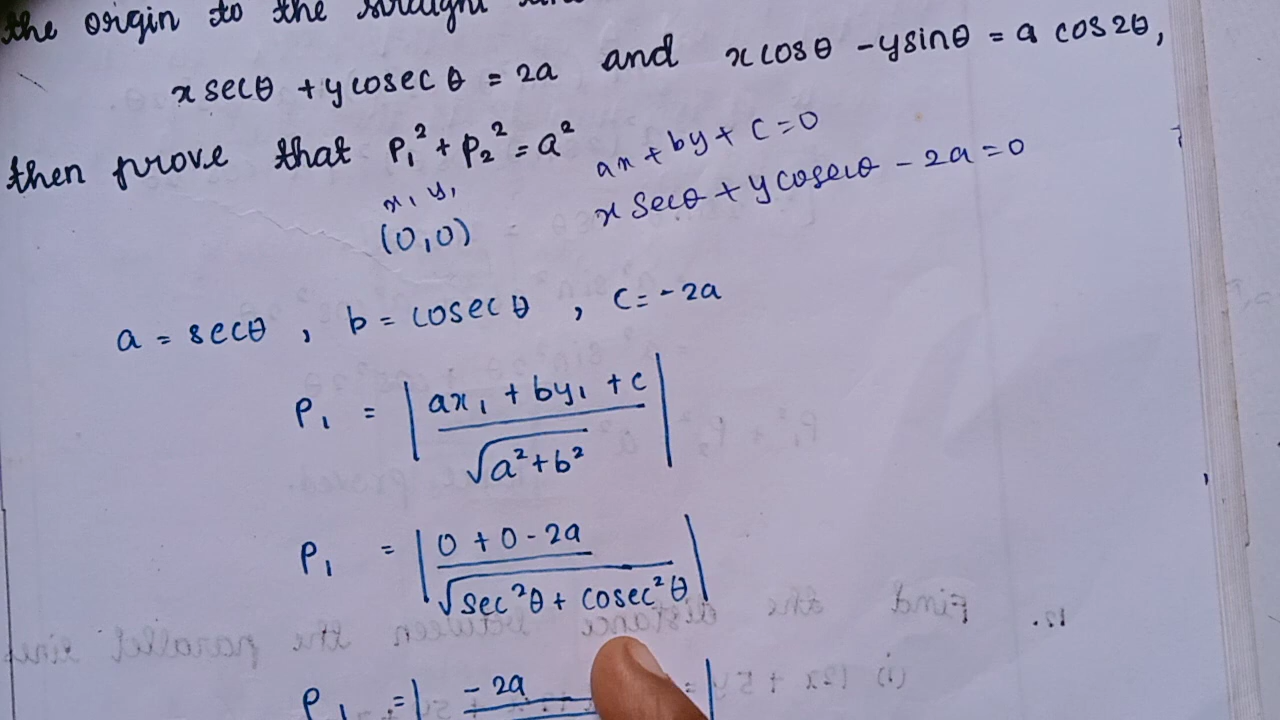 the origin to the straight
x secθ + y cosec θ = 2a and x cosθ - y sinθ = a cos 2θ,
then prove that P₁² + P₂² = a² ax + by + c = 0
x₁ y₁ x secθ + y cosecθ - 2a = 0
(0,0)
a = secθ , b = cosec θ , c = -2a
P₁ = | ax₁ + by₁ + c / √a² + b² |
P₁ = | 0 + 0 - 2a / √sec²θ + cosec²θ |
P₁ = | -2a